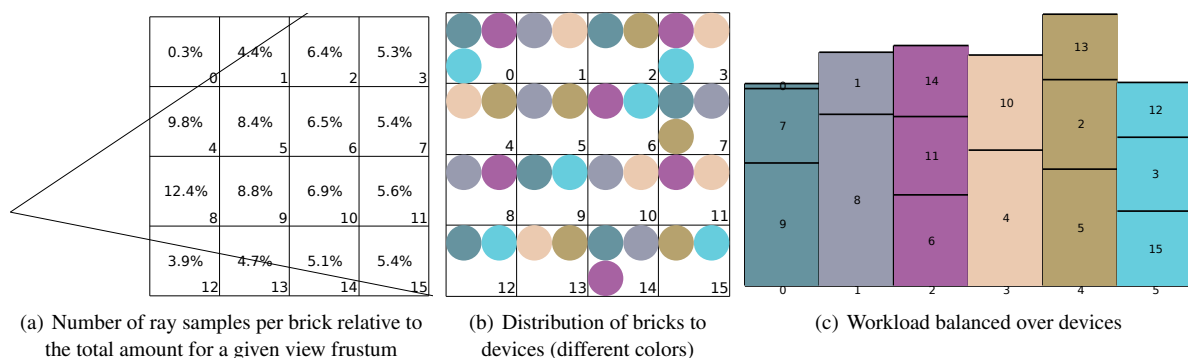 0.3% 4.4% 6.4% 5.3%
0 1 2 3
9.8% 8.4% 6.5% 5.4%
4 5 6 7
12.4% 8.8% 6.9% 5.6%
8 9 10 11
3.9% 4.7% 5.1% 5.4%
12 13 14 15
(a) Number of ray samples per brick relative to
the total amount for a given view frustum
0 1 2 3
4 5 6 7
8 9 10 11
12 13 14 15
(b) Distribution of bricks to
devices (different colors)
0
7
9
1
8
14
11
6
10
4
13
2
5
12
3
15
0 1 2 3 4 5
(c) Workload balanced over devices